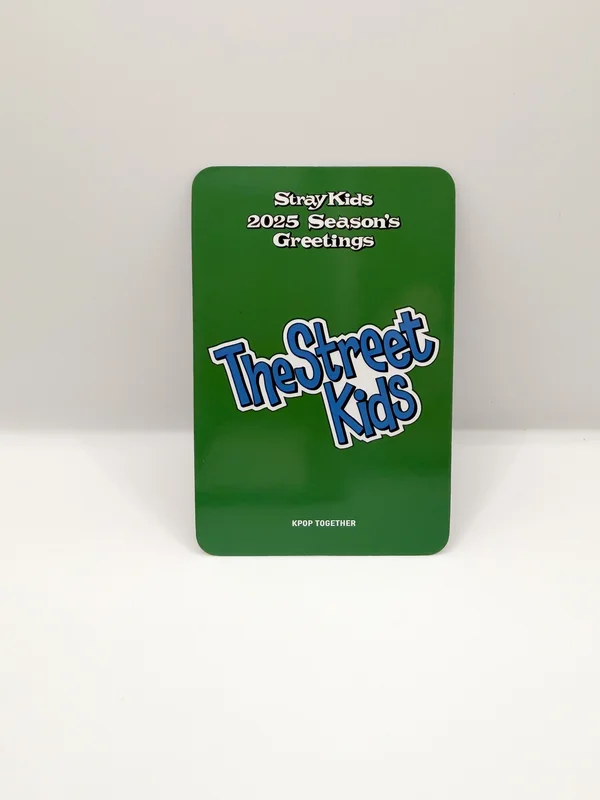 StrayKids
2025 Season's
Greetings
The Street
Kids
KPOP TOGETHER